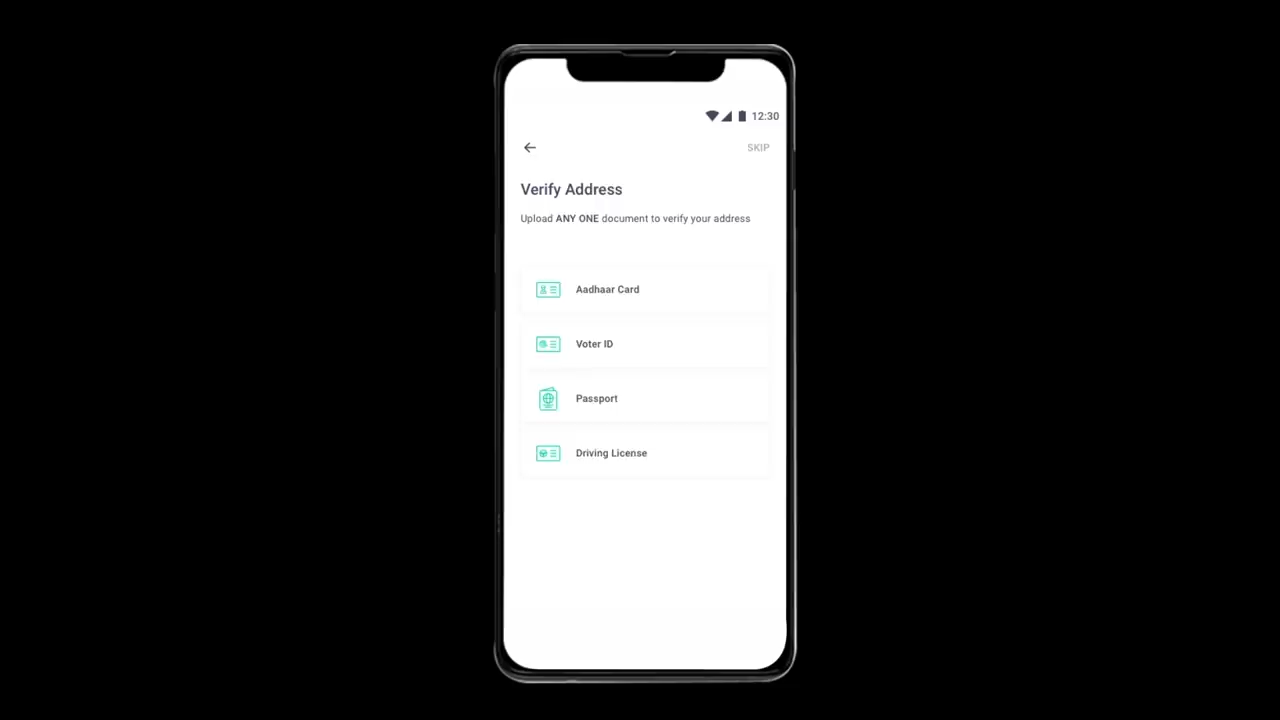 12:30
SKIP
Verify Address
Upload ANY ONE document to verify your address
Aadhaar Card
Voter ID
Passport
Driving License